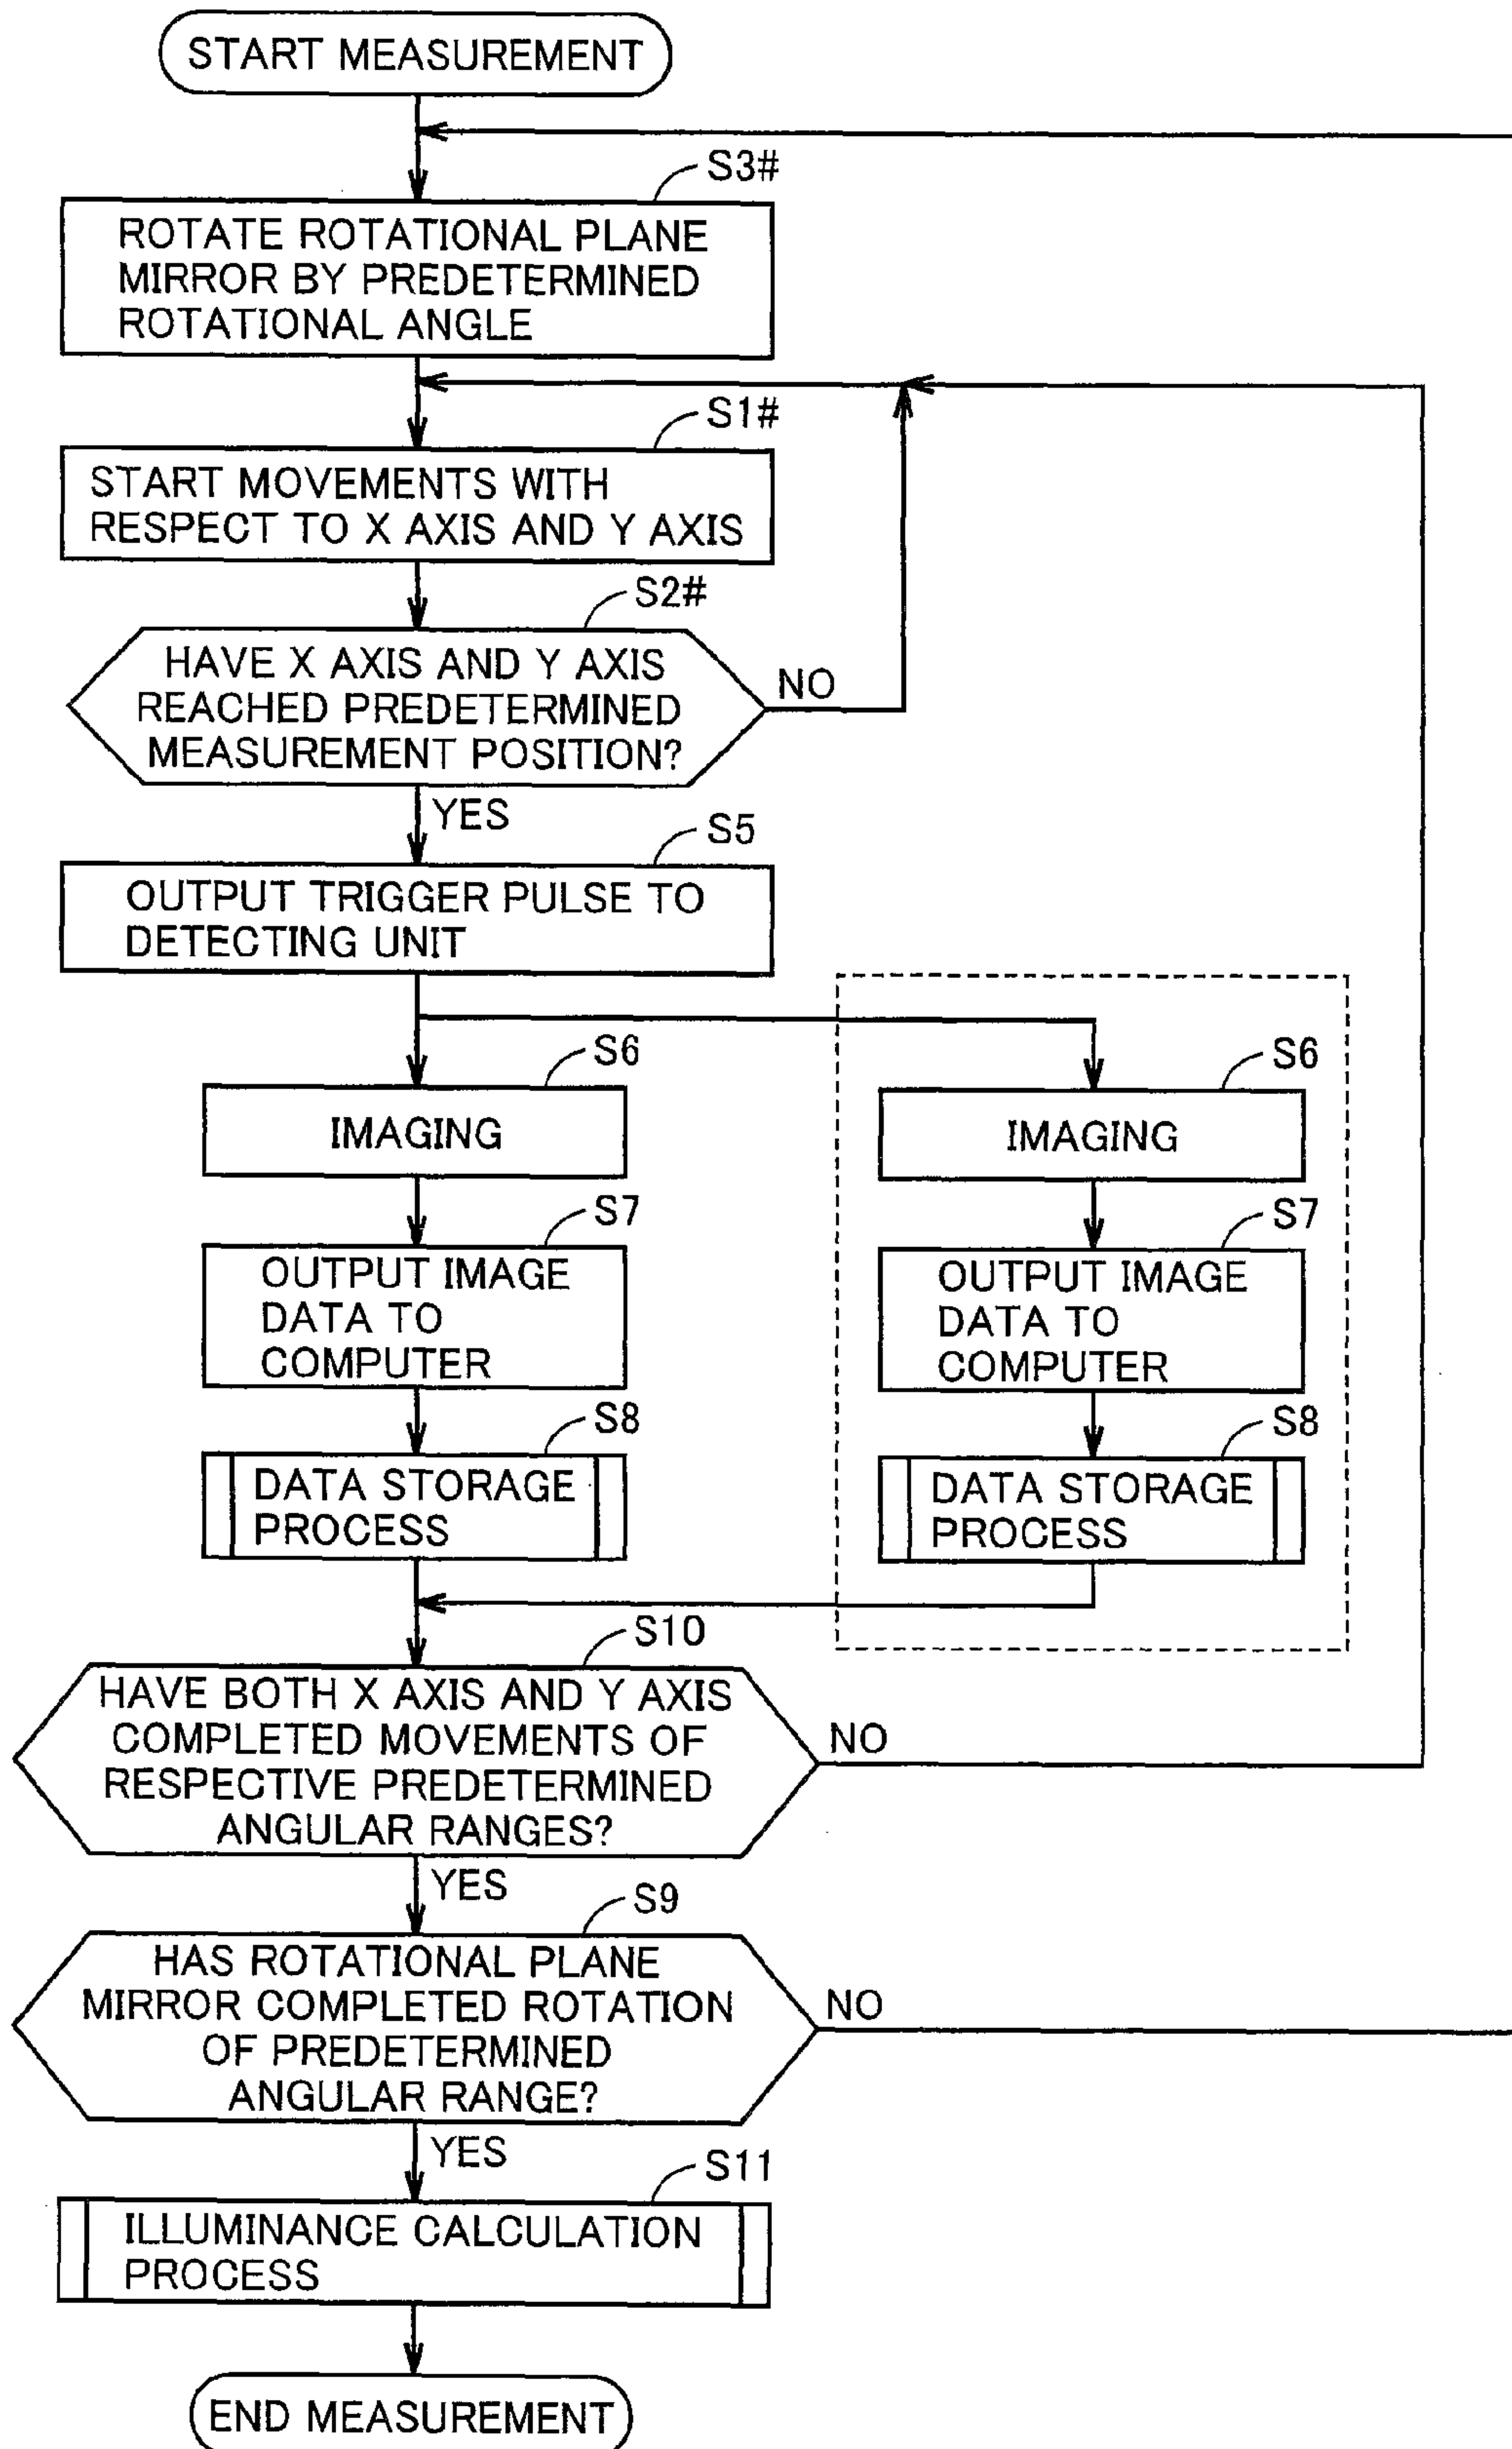 START MEASUREMENT
S3#
ROTATE ROTATIONAL PLANE
MIRROR BY PREDETERMINED
ROTATIONAL ANGLE
S1#
START MOVEMENTS WITH
RESPECT TO X AXIS AND Y AXIS
S2#
HAVE X AXIS AND Y AXIS
REACHED PREDETERMINED
MEASUREMENT POSITION?
NO
YES
S5
OUTPUT TRIGGER PULSE TO
DETECTING UNIT
S6
IMAGING
S7
OUTPUT IMAGE
DATA TO
COMPUTER
S8
DATA STORAGE
PROCESS
S6
IMAGING
S7
OUTPUT IMAGE
DATA TO
COMPUTER
S8
DATA STORAGE
PROCESS
S10
HAVE BOTH X AXIS AND Y AXIS
COMPLETED MOVEMENTS OF
RESPECTIVE PREDETERMINED
ANGULAR RANGES?
NO
YES
S9
HAS ROTATIONAL PLANE
MIRROR COMPLETED ROTATION
OF PREDETERMINED
ANGULAR RANGE?
NO
YES
S11
ILLUMINANCE CALCULATION
PROCESS
END MEASUREMENT